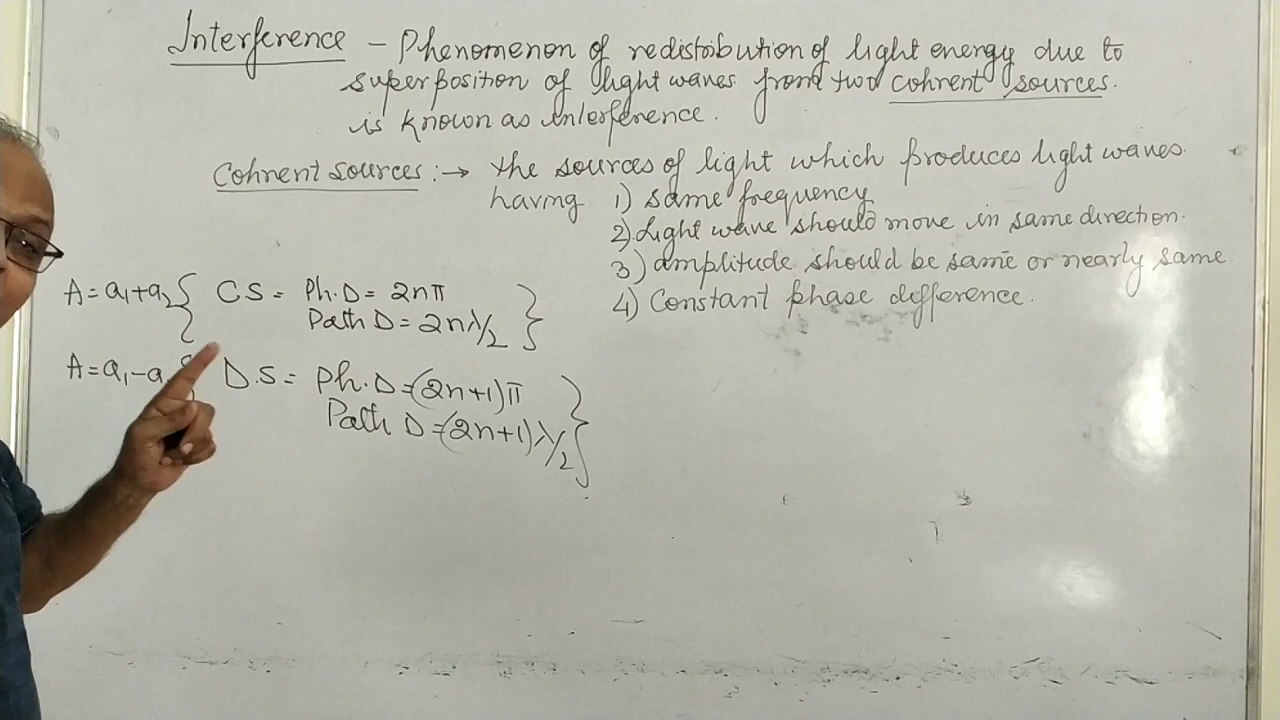 Interference - Phenomenon of redistribution of light energy due to
superposition of light waves from two cohrent sources.
is known as interference.
Cohrent sources :→ the sources of light which produces light waves.
having 1) same frequency
2) Light wave should move in same direction.
3) amplitude should be same or nearly same
4) Constant phase difference.
A = a₁+a₂ { CS = Ph.D = 2nπ }
Path D = 2nλ/2
A = a₁-a D.S = Ph.D = (2n+1)π }
Path D = (2n+1)λ/2